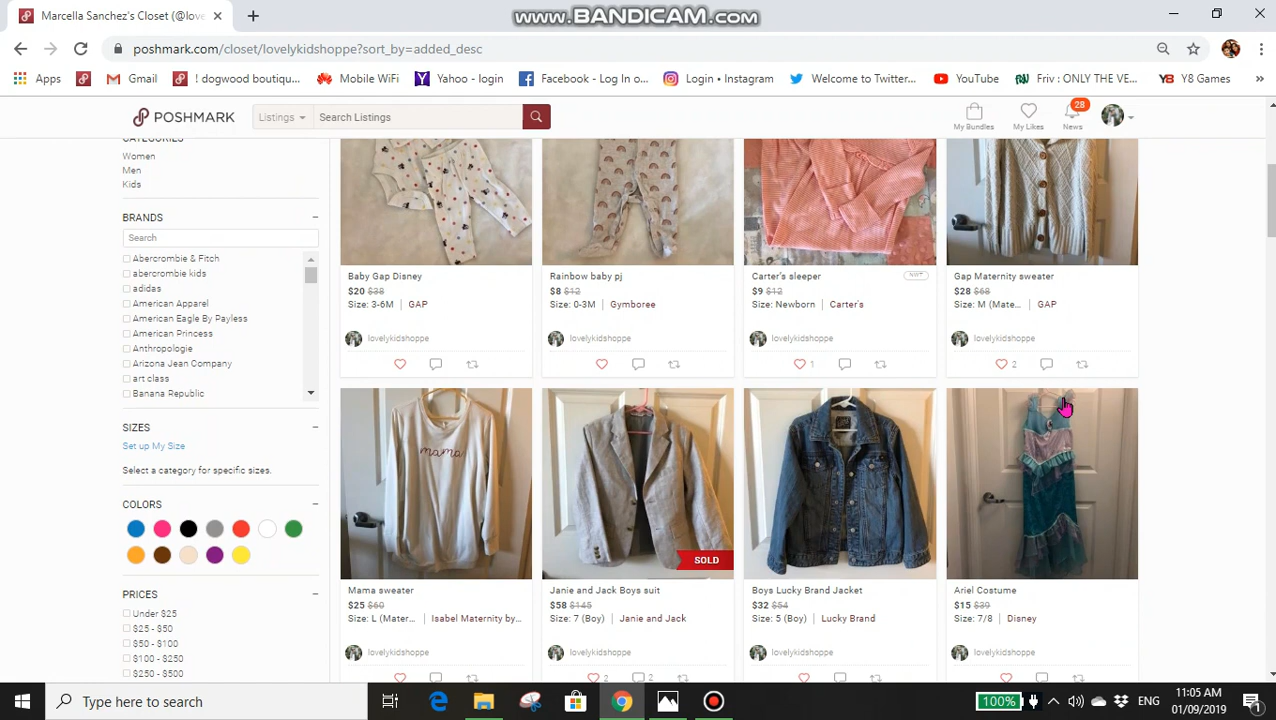 Marcella Sanchez's Closet (@love
www.BANDICAM.com
poshmark.com/closet/lovelykidshoppe?sort_by=added_desc
Apps
Gmail
! dogwood boutiqu...
Mobile WiFi
Yahoo - login
Facebook - Log In o...
Login • Instagram
Welcome to Twitter...
YouTube
Friv : ONLY THE VE...
Y8 Games
»
POSHMARK
Listings
Search Listings
My Bundles
My Likes
28
News
CATEGORIES
Women
Men
Kids
BRANDS
Search
Abercrombie & Fitch
abercrombie kids
adidas
American Apparel
American Eagle By Payless
American Princess
Anthropologie
Arizona Jean Company
art class
Banana Republic
SIZES
Set up My Size
Select a category for specific sizes.
COLORS
PRICES
Under $25
$25 - $50
$50 - $100
$100 - $250
$250 - $500
Baby Gap Disney
$20 $38
Size: 3-6M | GAP
lovelykidshoppe
Rainbow baby pj
$8 $12
Size: 0-3M | Gymboree
lovelykidshoppe
Carter's sleeper NWT
$9 $12
Size: Newborn | Carter's
lovelykidshoppe
1
Gap Maternity sweater
$28 $68
Size: M (Mate... | GAP
lovelykidshoppe
2
mama
Mama sweater
$25 $60
Size: L (Mater... | Isabel Maternity by...
lovelykidshoppe
SOLD
Janie and Jack Boys suit
$58 $145
Size: 7 (Boy) | Janie and Jack
lovelykidshoppe
2 2
Boys Lucky Brand Jacket
$32 $54
Size: 5 (Boy) | Lucky Brand
lovelykidshoppe
Ariel Costume
$15 $39
Size: 7/8 | Disney
lovelykidshoppe
Type here to search
100%
ENG
11:05 AM
01/09/2019
1